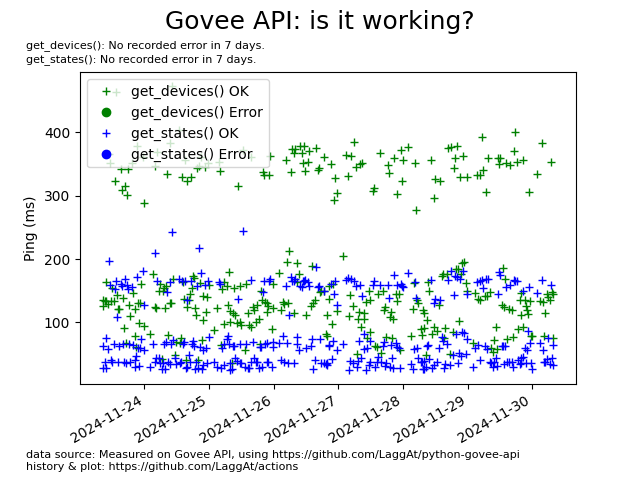 Govee API: is it working?
get_devices(): No recorded error in 7 days.
get_states(): No recorded error in 7 days.
get_devices() OK
get_devices() Error
get_states() OK
get_states() Error
400
300
200
100
Ping (ms)
2024-11-24
2024-11-25
2024-11-26
2024-11-27
2024-11-28
2024-11-29
2024-11-30
data source: Measured on Govee API, using https://github.com/LaggAt/python-govee-api
history & plot: https://github.com/LaggAt/actions